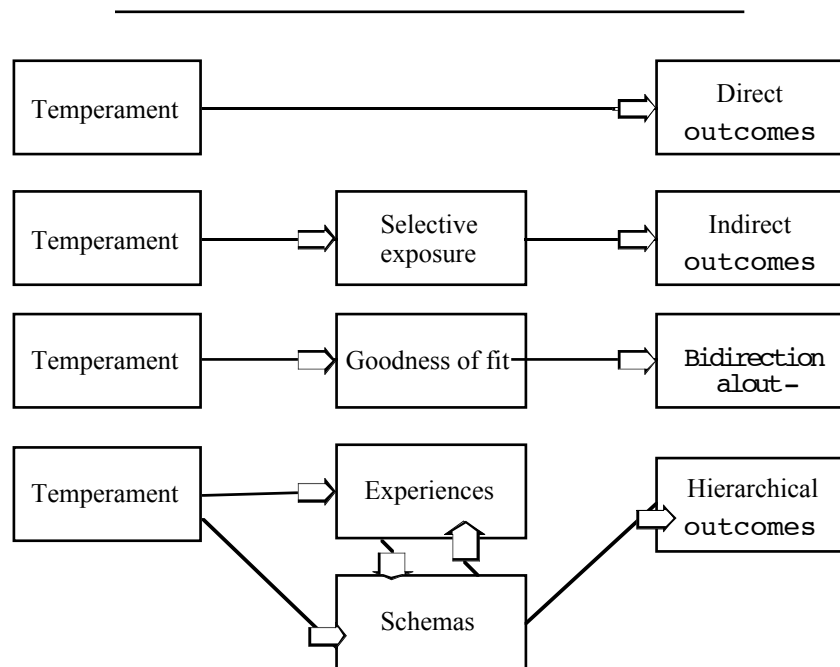 Temperament
Direct
outcomes
Temperament
Selective
exposure
Indirect
outcomes
Temperament
Goodness of fit
Bidirection
alout-
Temperament
Experiences
Hierarchical
outcomes
Schemas